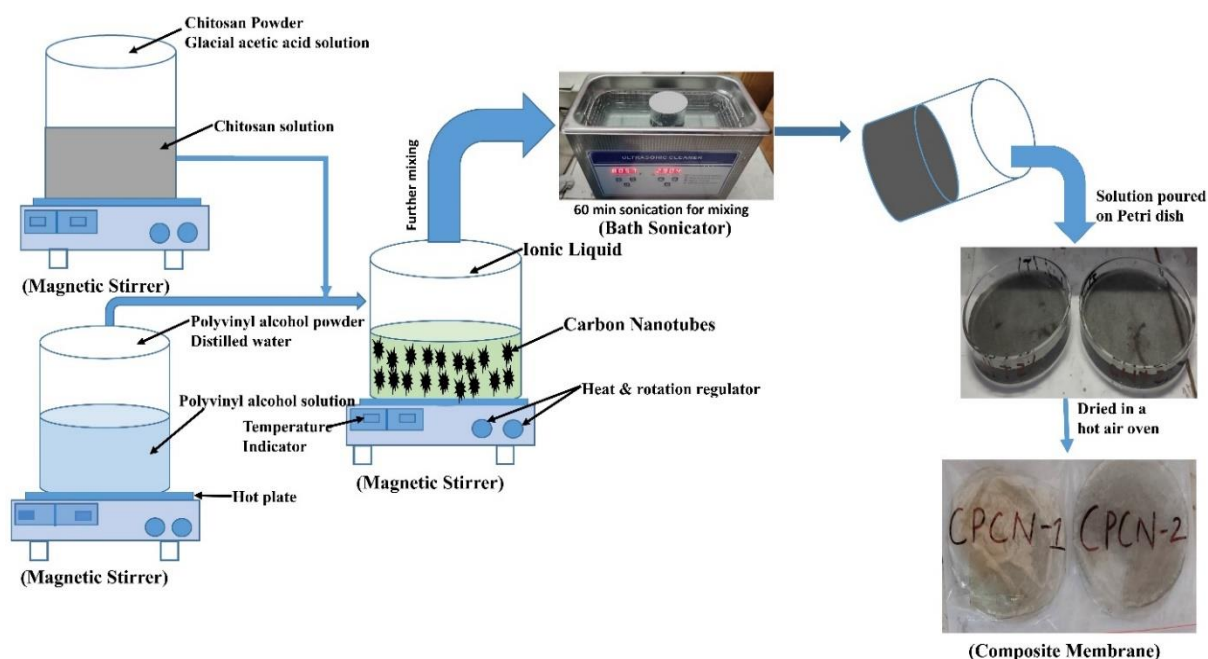 Chitosan Powder
Glacial acetic acid solution
Chitosan solution
(Magnetic Stirrer)
Polyvinyl alcohol powder
Distilled water
Polyvinyl alcohol solution
Hot plate
(Magnetic Stirrer)
Further mixing
Ionic Liquid
Carbon Nanotubes
Heat & rotation regulator
Temperature
Indicator
(Magnetic Stirrer)
ULTRASONIC CLEANER
60 min sonication for mixing
(Bath Sonicator)
Solution poured
on Petri dish
Dried in a
hot air oven
CPCN-1
CPCN-2
(Composite Membrane)